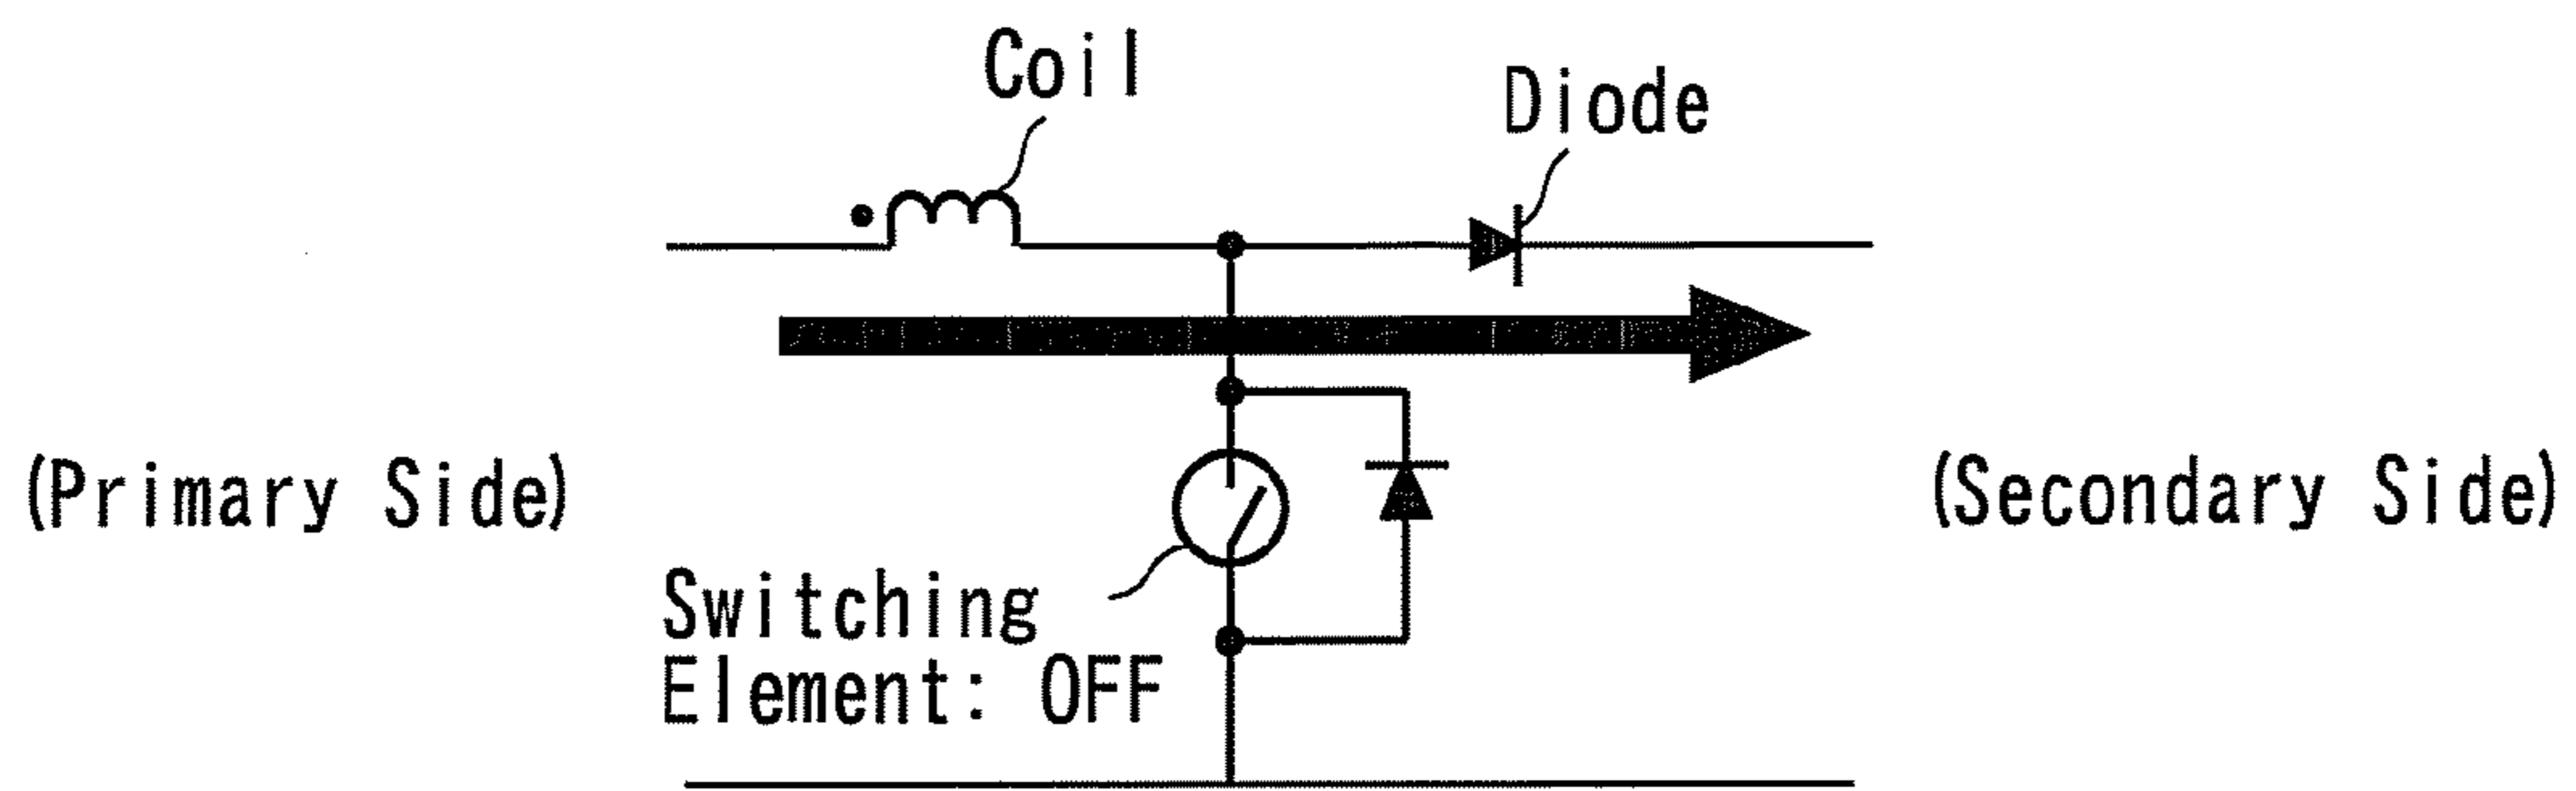 Coil
Diode
(Primary Side)
(Secondary Side)
Switching
Element: OFF